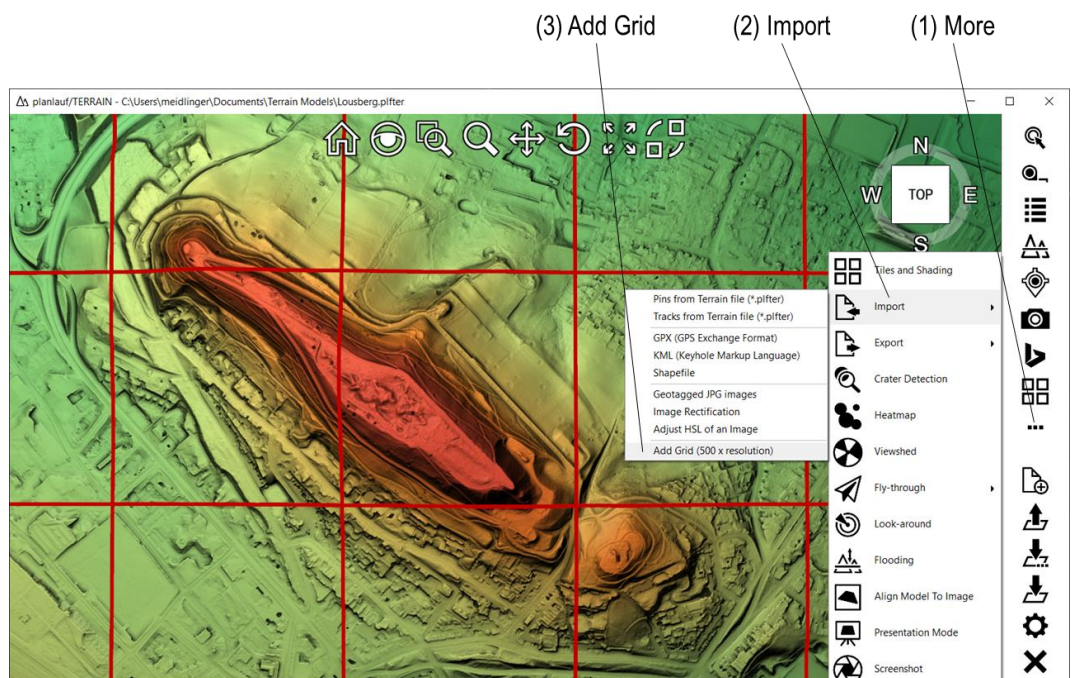 (3) Add Grid
(2) Import
(1) More
planlauf/TERRAIN - C:\Users\meidlinger\Documents\Terrain Models\Lousberg.plfter
N
W
TOP
E
S
Tiles and Shading
Import
Export
Crater Detection
Heatmap
Viewshed
Fly-through
Look-around
Flooding
Align Model To Image
Presentation Mode
Screenshot
Pins from Terrain file (*.plfter)
Tracks from Terrain file (*.plfter)
GPX (GPS Exchange Format)
KML (Keyhole Markup Language)
Shapefile
Geotagged JPG images
Image Rectification
Adjust HSL of an Image
Add Grid (500 x resolution)